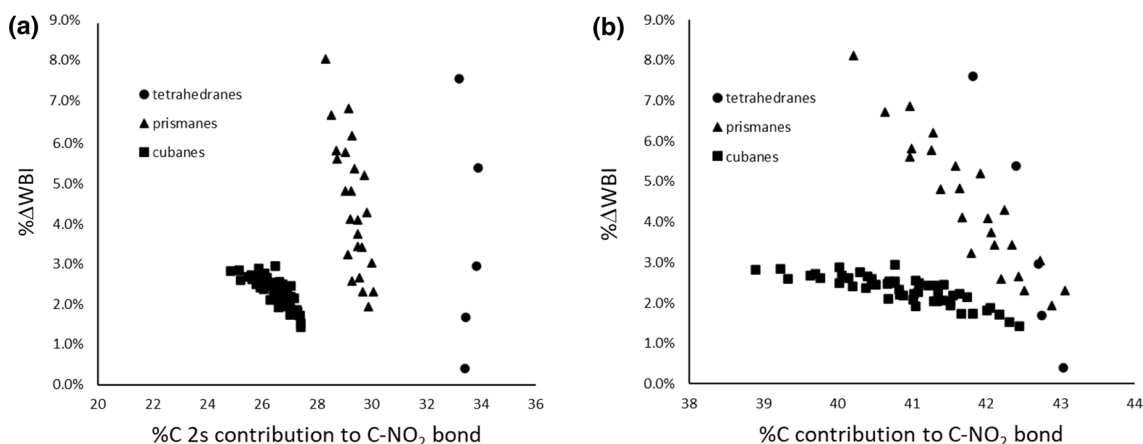 (a)
9.0%
8.0%
7.0%
6.0%
5.0%
4.0%
3.0%
2.0%
1.0%
0.0%
%ΔWBI
tetrahedranes
prismanes
cubanes
20 22 24 26 28 30 32 34 36
%C 2s contribution to C-NO₂ bond
(b)
9.0%
8.0%
7.0%
6.0%
5.0%
4.0%
3.0%
2.0%
1.0%
0.0%
%ΔWBI
tetrahedranes
prismanes
cubanes
38 39 40 41 42 43 44
%C contribution to C-NO₂ bond